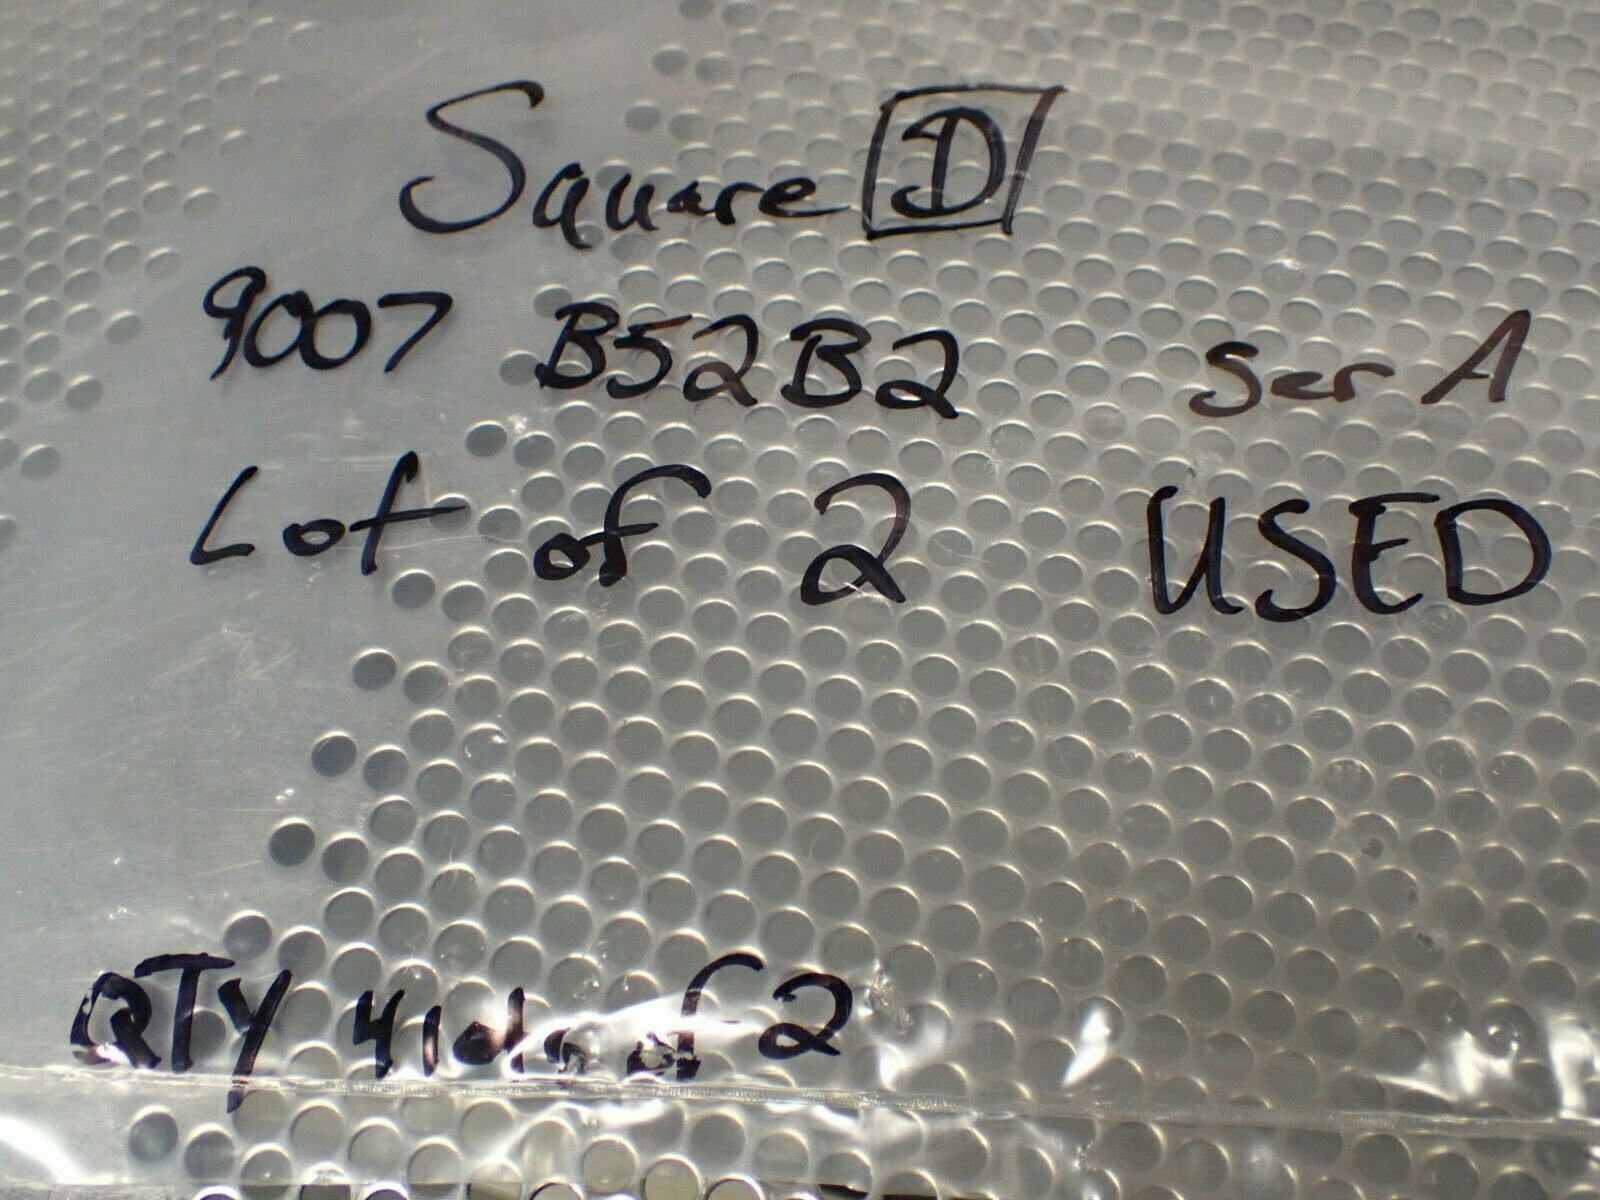 Square D
9007 B52B2 Ser A
Lot of 2 USED
QTY 4 lots of 2